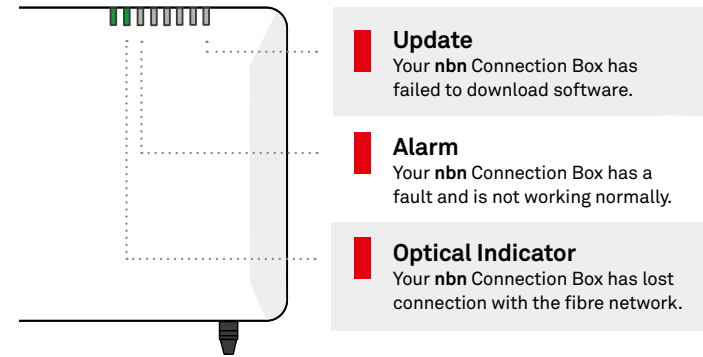 Update
Your nbn Connection Box has
failed to download software.
Alarm
Your nbn Connection Box has a
fault and is not working normally.
Optical Indicator
Your nbn Connection Box has lost
connection with the fibre network.